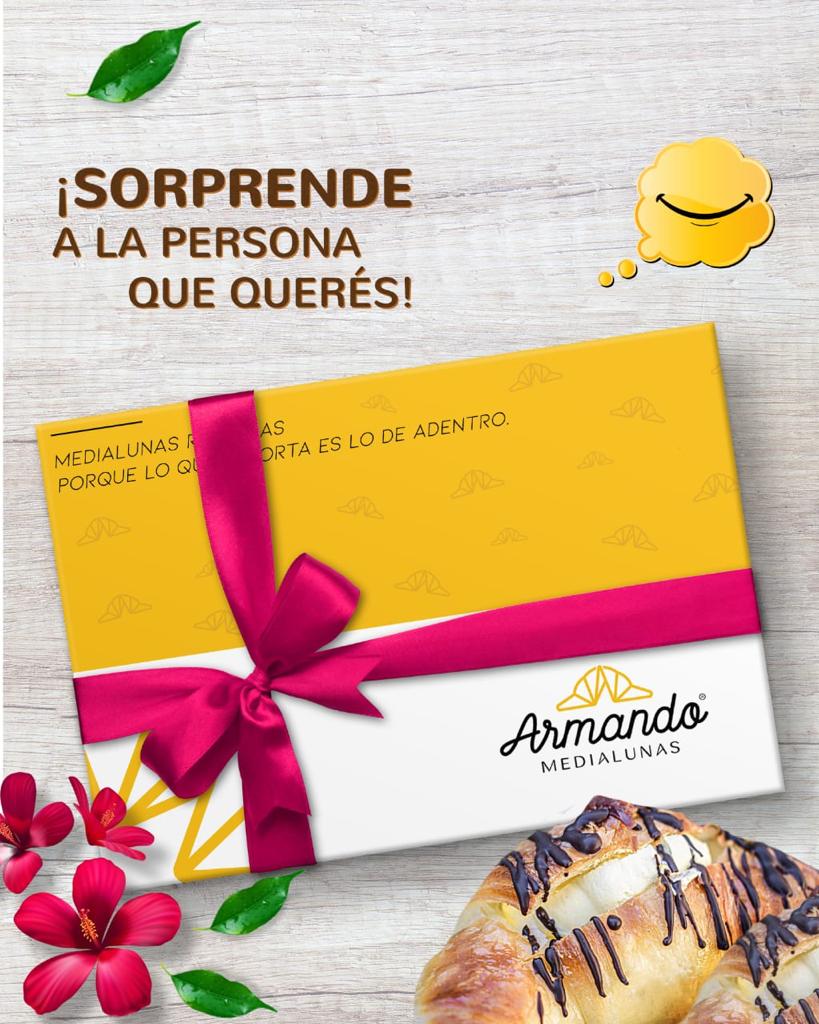 ¡SORPRENDE
A LA PERSONA
QUE QUERÉS!
MEDIALUNAS
PORQUE LO ES LO DE ADENTRO.
Armando®
MEDIALUNAS